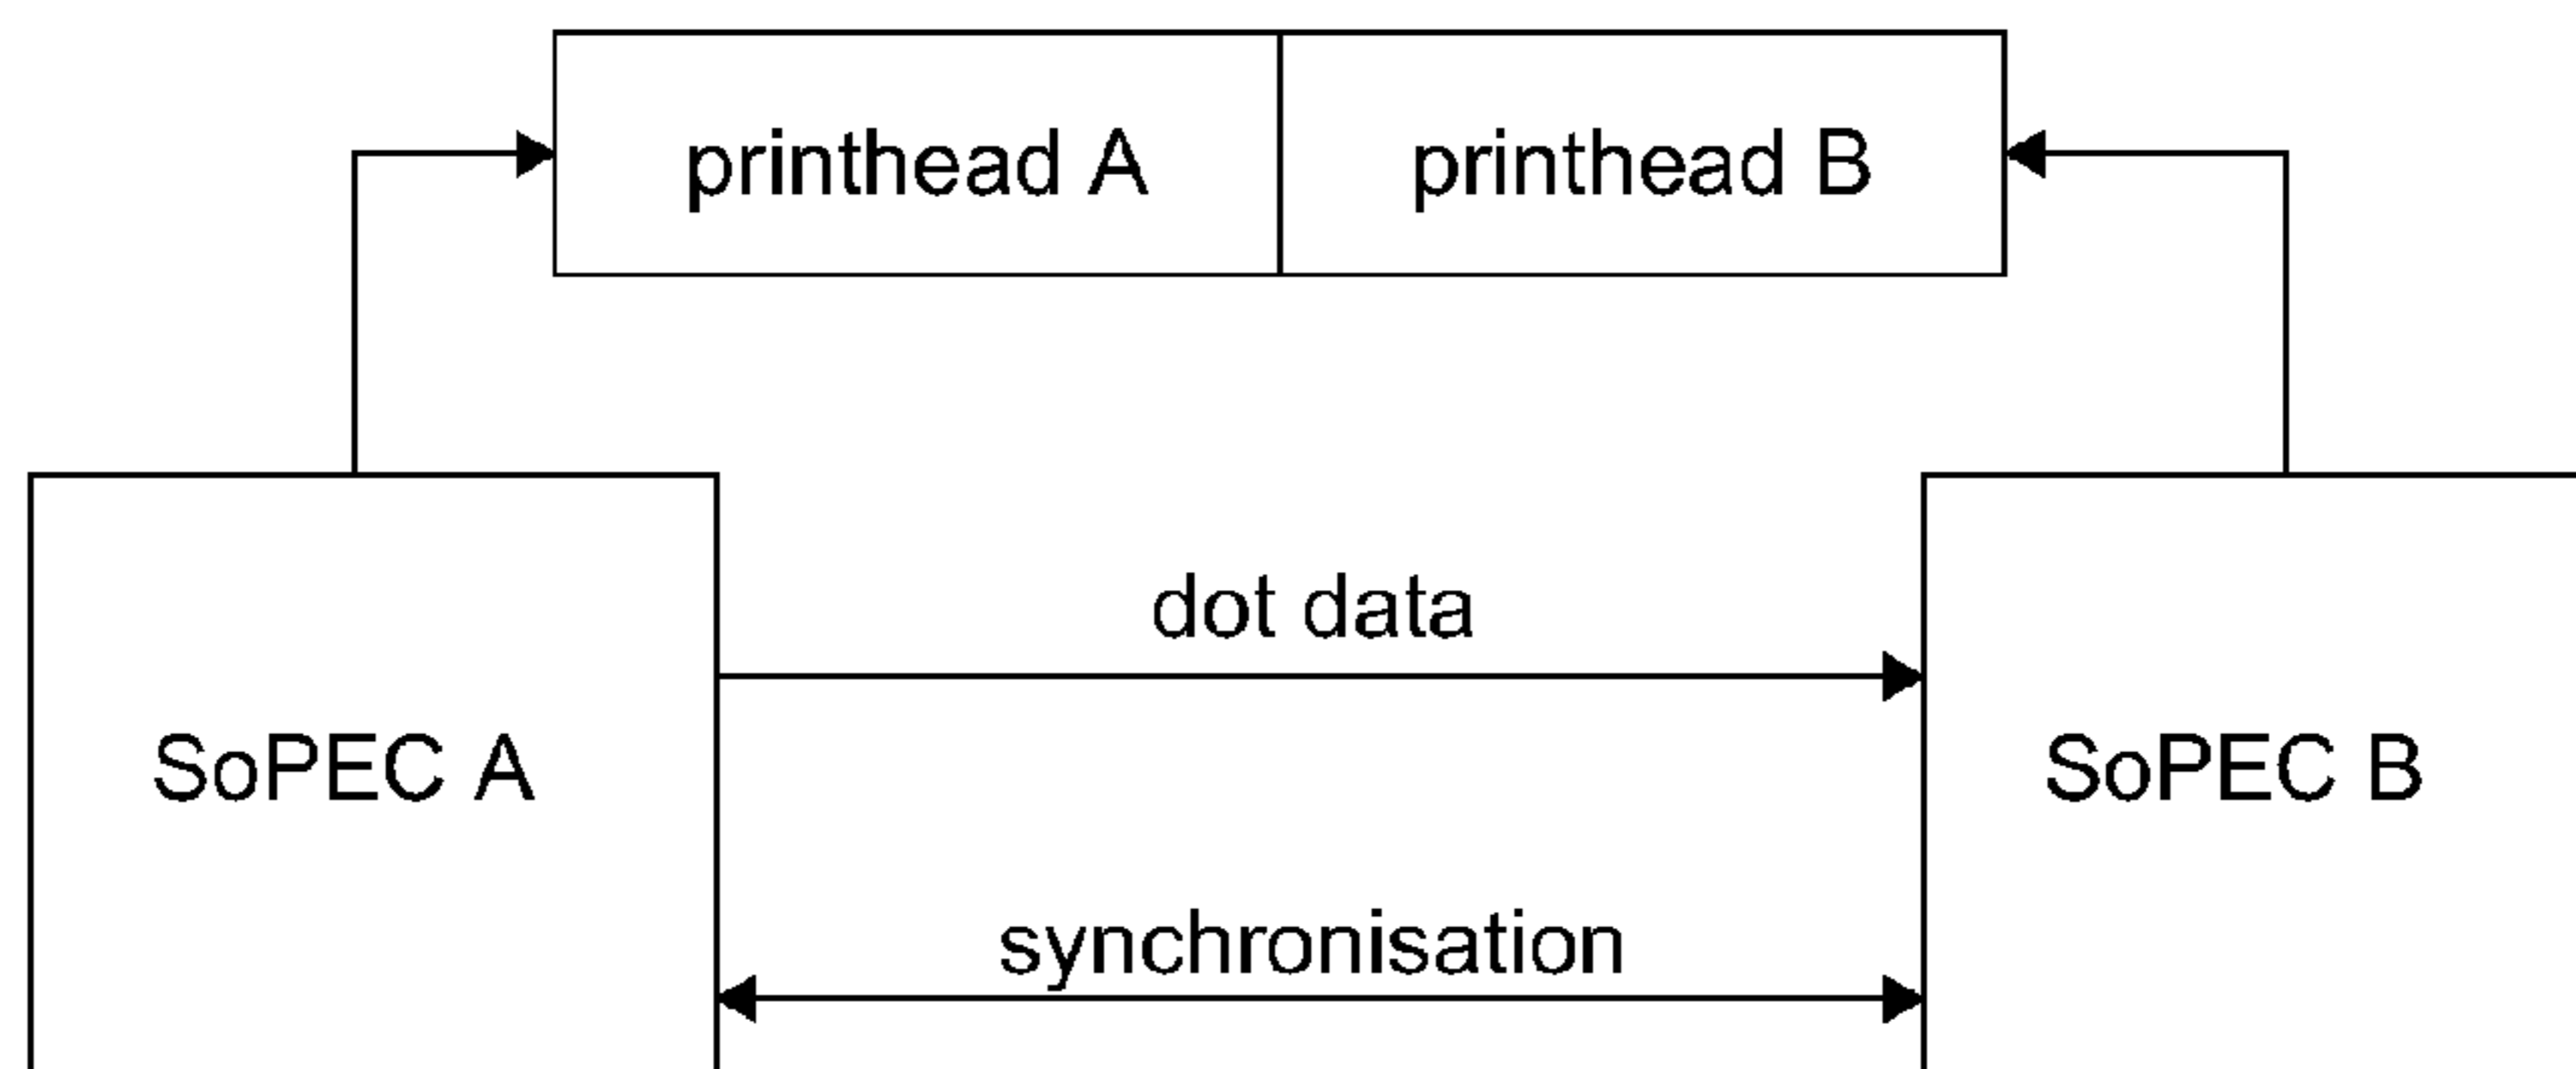 printhead A
printhead B
dot data
SoPEC A
SoPEC B
synchronisation